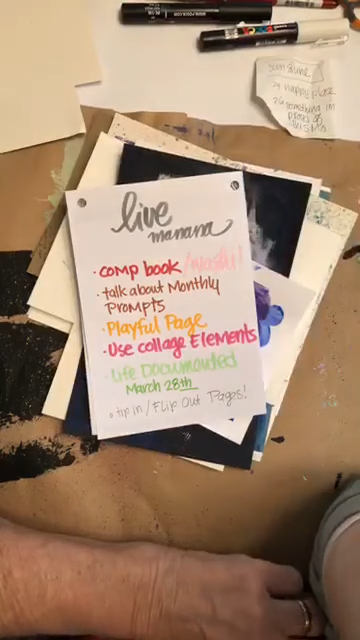 live
manana
· comp book /washi!
· talk about Monthly
Prompts
· Playful Page
· Use collage Elements
· Life Documented
March 28th
· tip in/Flip Out Pages!